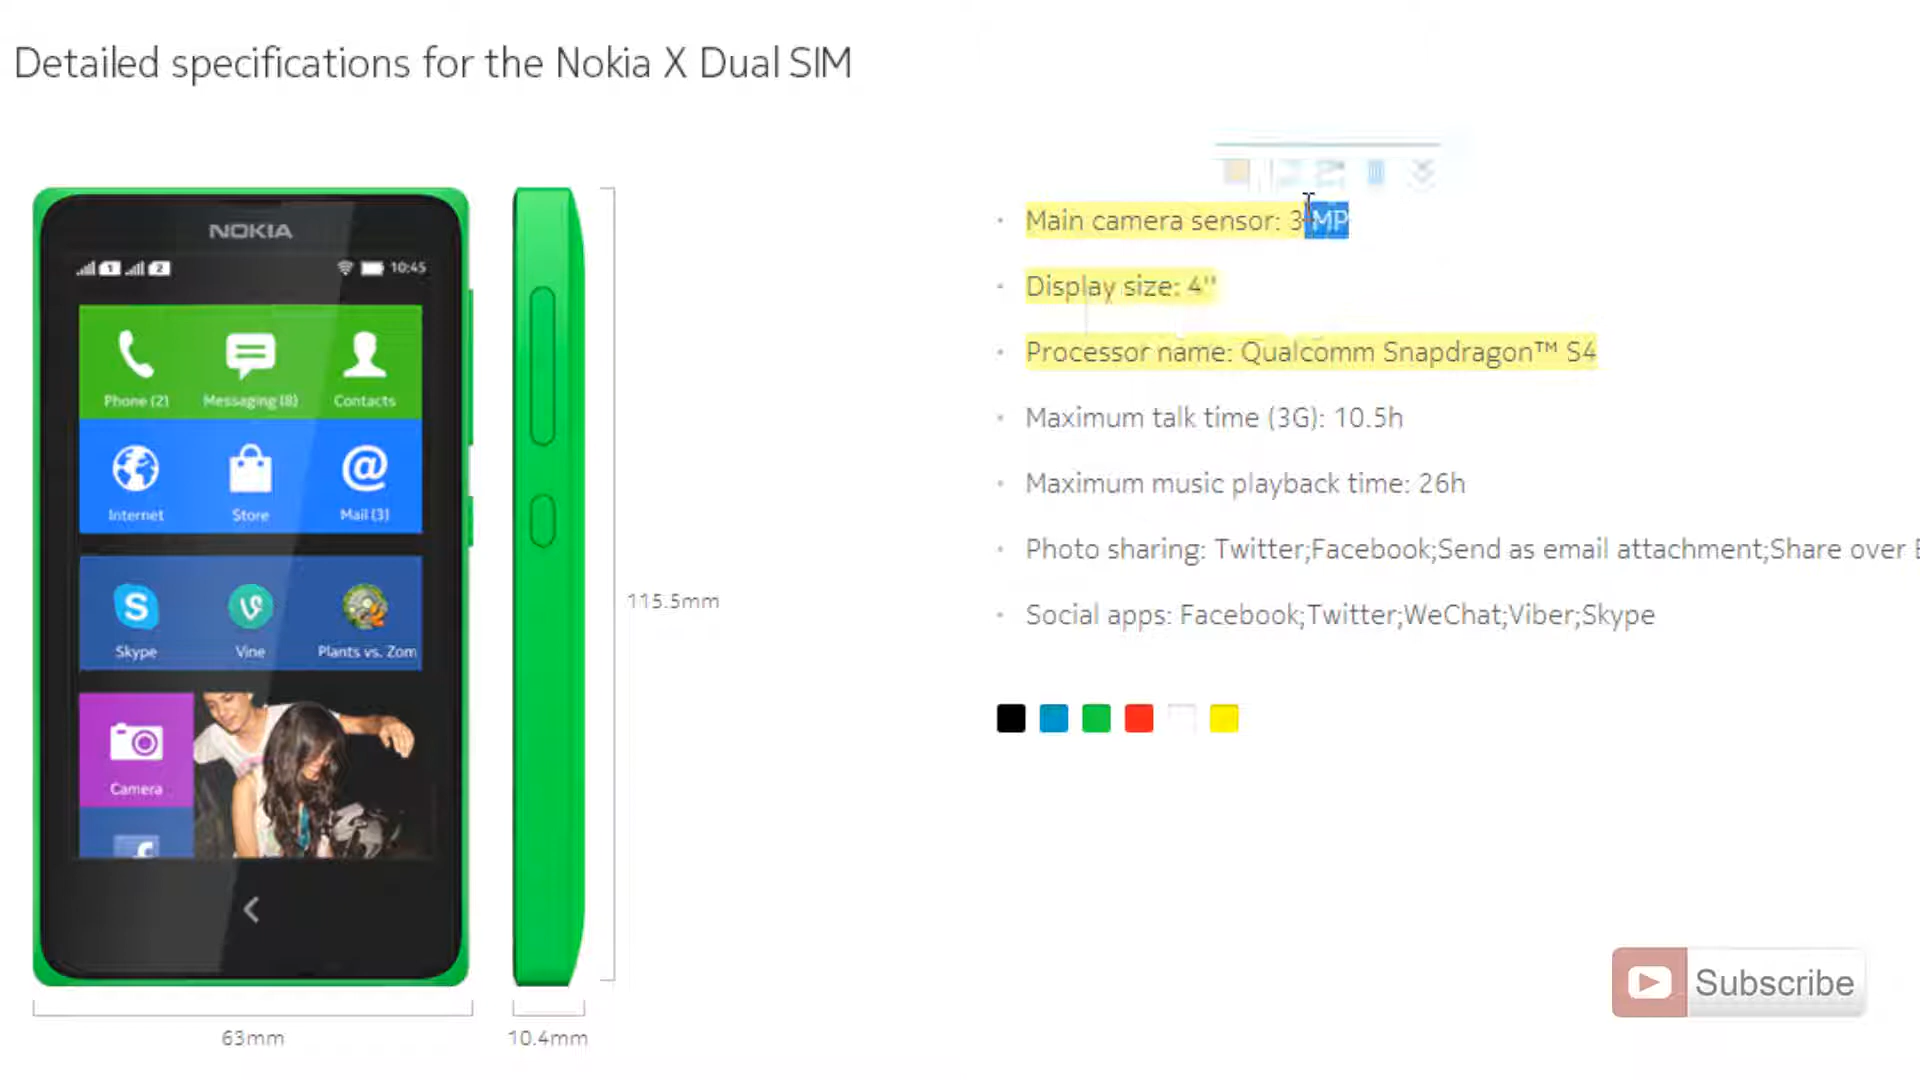 Detailed specifications for the Nokia X Dual SIM
NOKIA
1 2 10:45
Phone (2) Messaging (8) Contacts
Internet Store Mail (3)
Skype Vine Plants vs. Zom
Camera
115.5mm
63mm
10.4mm
Main camera sensor: 3 MP
Display size: 4"
Processor name: Qualcomm Snapdragon™ S4
Maximum talk time (3G): 10.5h
Maximum music playback time: 26h
Photo sharing: Twitter;Facebook;Send as email attachment;Share over
Social apps: Facebook;Twitter;WeChat;Viber;Skype
Subscribe